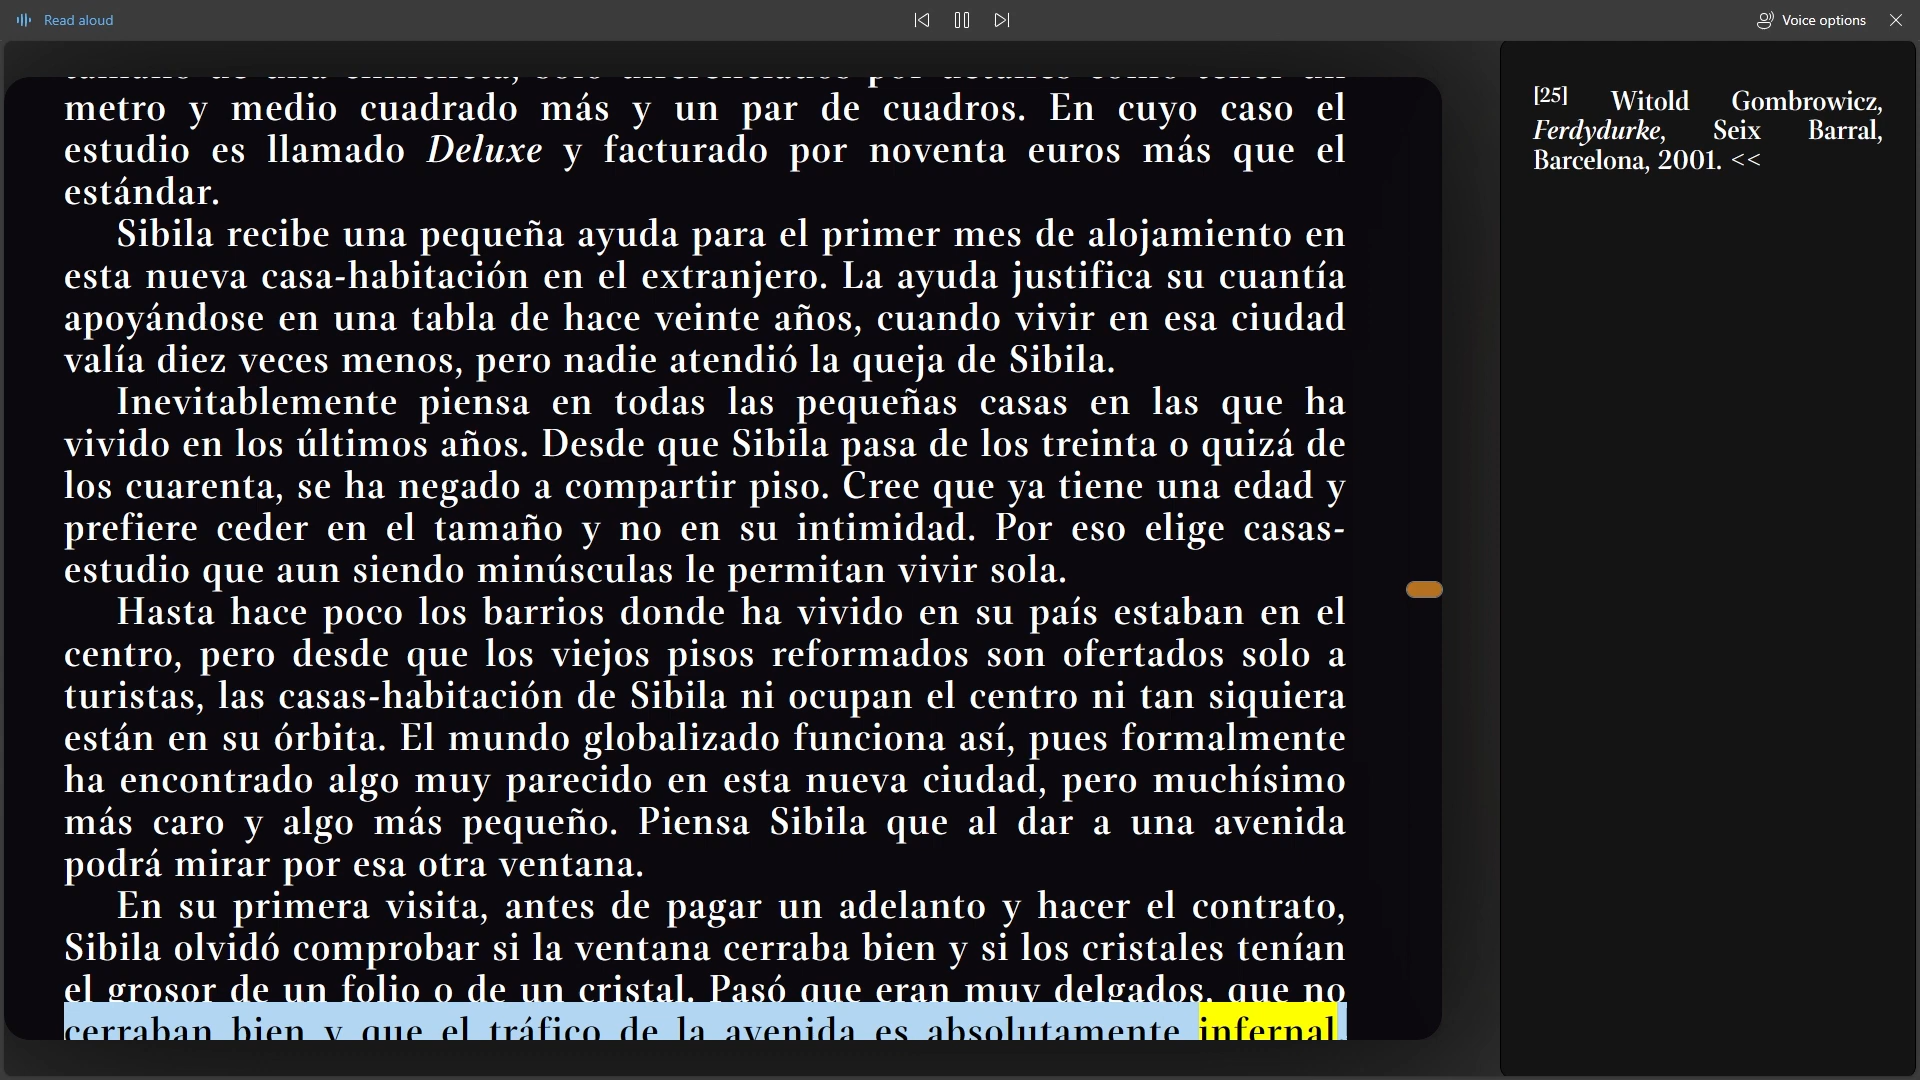 Read aloud
Voice options
metro y medio cuadrado más y un par de cuadros. En cuyo caso el
estudio es llamado Deluxe y facturado por noventa euros más que el
estándar.
Sibila recibe una pequeña ayuda para el primer mes de alojamiento en
esta nueva casa-habitación en el extranjero. La ayuda justifica su cuantía
apoyándose en una tabla de hace veinte años, cuando vivir en esa ciudad
valía diez veces menos, pero nadie atendió la queja de Sibila.
Inevitablemente piensa en todas las pequeñas casas en las que ha
vivido en los últimos años. Desde que Sibila pasa de los treinta o quizá de
los cuarenta, se ha negado a compartir piso. Cree que ya tiene una edad y
prefiere ceder en el tamaño y no en su intimidad. Por eso elige casas-
estudio que aun siendo minúsculas le permitan vivir sola.
Hasta hace poco los barrios donde ha vivido en su país estaban en el
centro, pero desde que los viejos pisos reformados son ofertados solo a
turistas, las casas-habitación de Sibila ni ocupan el centro ni tan siquiera
están en su órbita. El mundo globalizado funciona así, pues formalmente
ha encontrado algo muy parecido en esta nueva ciudad, pero muchísimo
más caro y algo más pequeño. Piensa Sibila que al dar a una avenida
podrá mirar por esa otra ventana.
En su primera visita, antes de pagar un adelanto y hacer el contrato,
Sibila olvidó comprobar si la ventana cerraba bien y si los cristales tenían
el grosor de un folio o de un cristal. Pasó que eran muy delgados, que no
cerraban bien y que el tráfico de la avenida es absolutamente infernal.
[25] Witold Gombrowicz,
Ferdydurke, Seix Barral,
Barcelona, 2001. <<